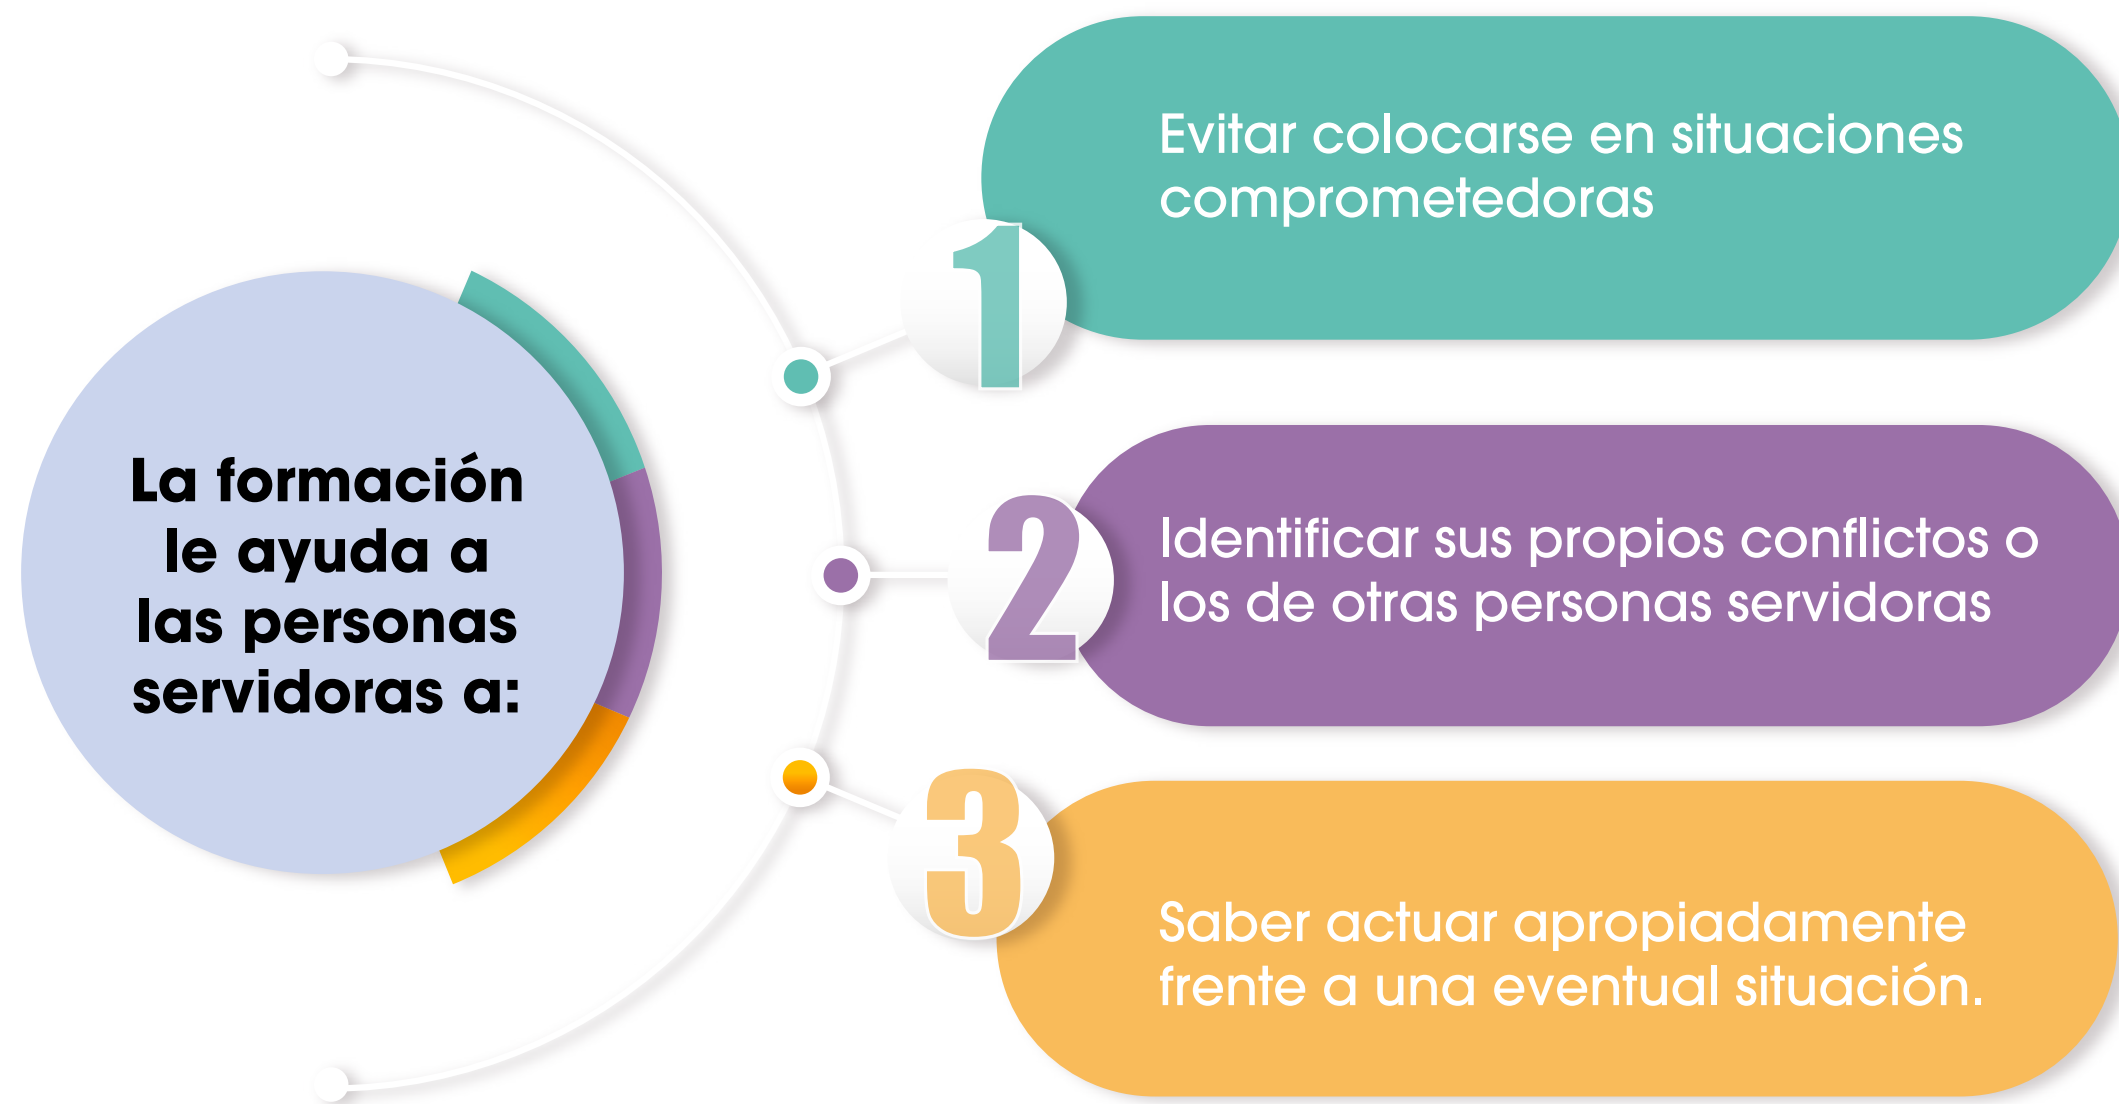 La formación
le ayuda a
las personas
servidoras a:
1
Evitar colocarse en situaciones
comprometedoras
2
Identificar sus propios conflictos o
los de otras personas servidoras
3
Saber actuar apropiadamente
frente a una eventual situación.